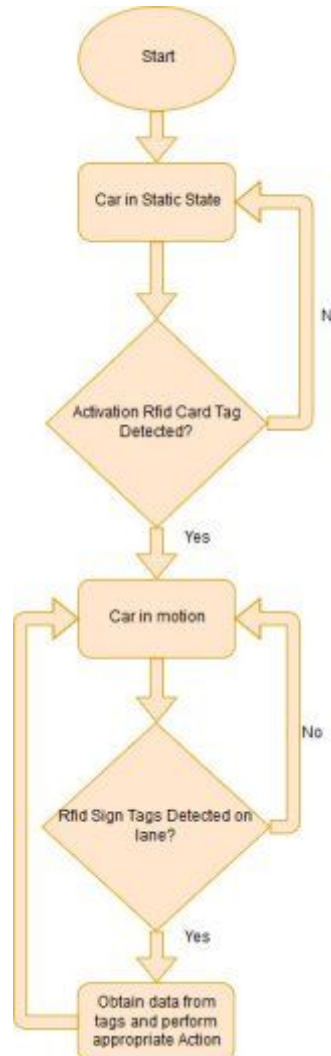 Start
Car in Static State
N
Activation Rfid Card Tag
Detected?
Yes
Car in motion
No
Rfid Sign Tags Detected on
lane?
Yes
Obtain data from
tags and perform
appropriate Action